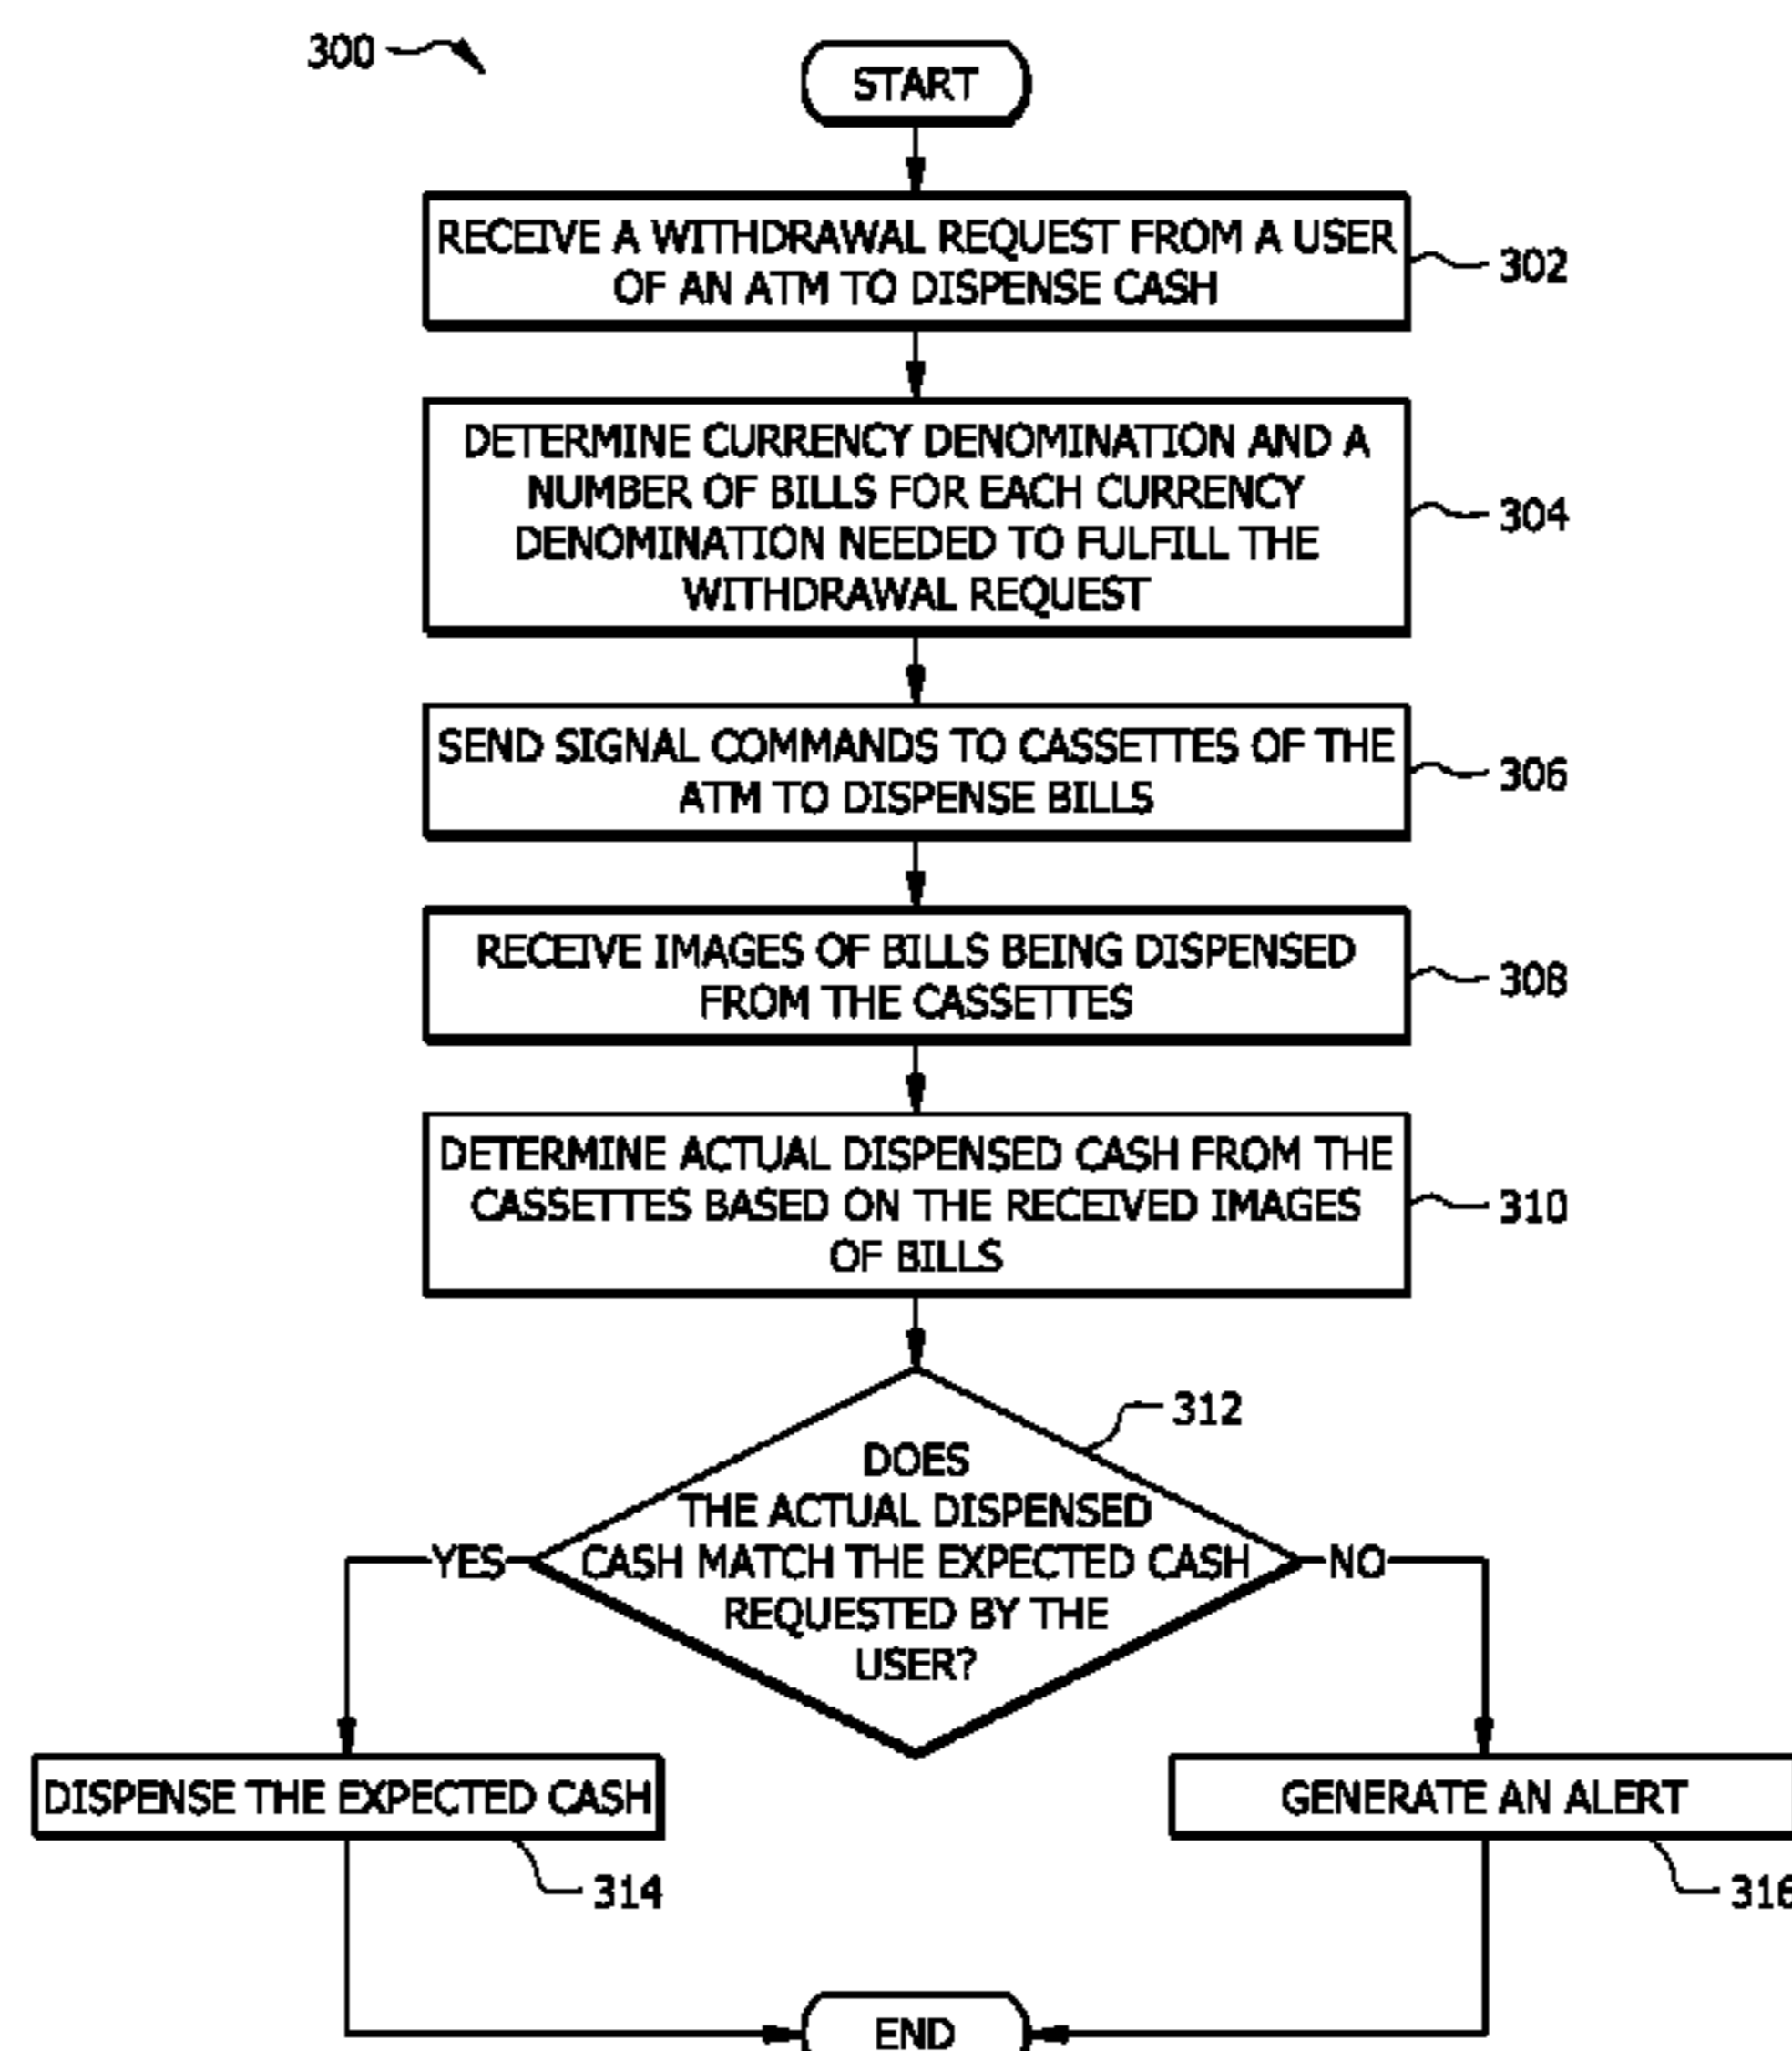 300
START
RECEIVE A WITHDRAWAL REQUEST FROM A USER
OF AN ATM TO DISPENSE CASH
302
DETERMINE CURRENCY DENOMINATION AND A
NUMBER OF BILLS FOR EACH CURRENCY
DENOMINATION NEEDED TO FULFILL THE
WITHDRAWAL REQUEST
304
SEND SIGNAL COMMANDS TO CASSETTES OF THE
ATM TO DISPENSE BILLS
306
RECEIVE IMAGES OF BILLS BEING DISPENSED
FROM THE CASSETTES
308
DETERMINE ACTUAL DISPENSED CASH FROM THE
CASSETTES BASED ON THE RECEIVED IMAGES
OF BILLS
310
312
DOES
THE ACTUAL DISPENSED
CASH MATCH THE EXPECTED CASH
REQUESTED BY THE
USER?
YES
NO
DISPENSE THE EXPECTED CASH
GENERATE AN ALERT
314
316
END